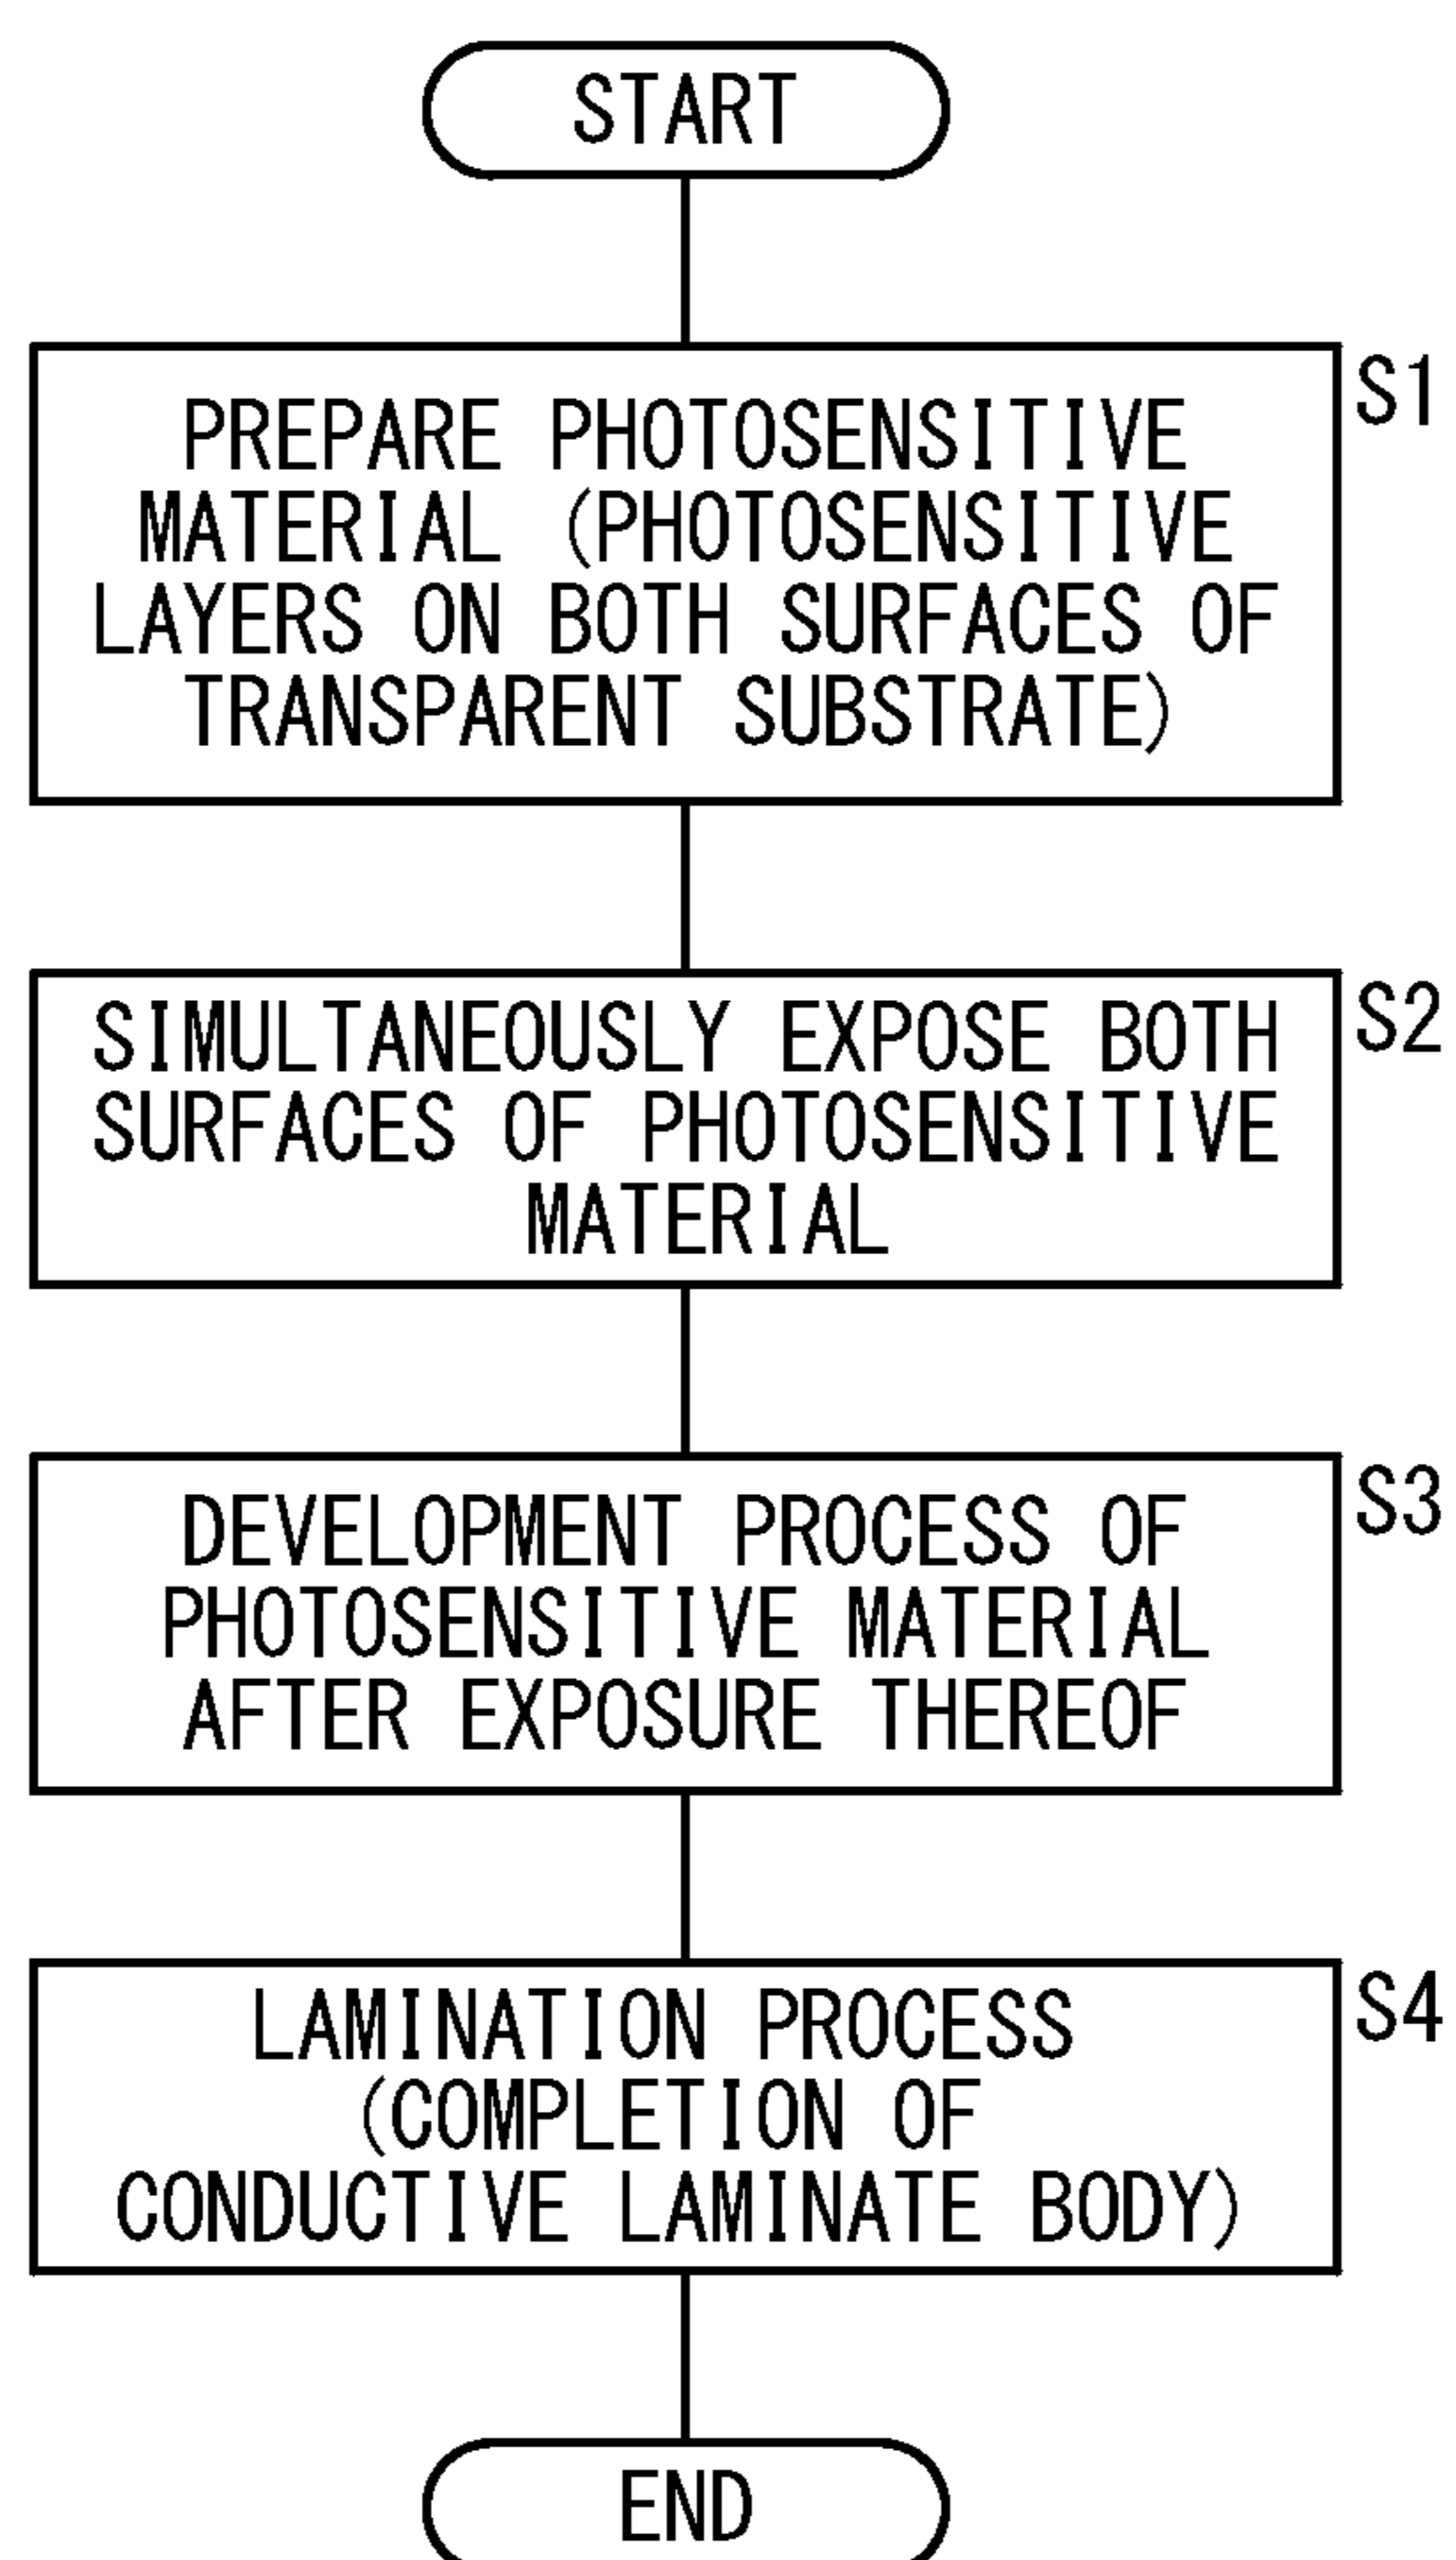 START
S1
PREPARE PHOTOSENSITIVE
MATERIAL (PHOTOSENSITIVE
LAYERS ON BOTH SURFACES OF
TRANSPARENT SUBSTRATE)
S2
SIMULTANEOUSLY EXPOSE BOTH
SURFACES OF PHOTOSENSITIVE
MATERIAL
S3
DEVELOPMENT PROCESS OF
PHOTOSENSITIVE MATERIAL
AFTER EXPOSURE THEREOF
S4
LAMINATION PROCESS
(COMPLETION OF
CONDUCTIVE LAMINATE BODY)
END